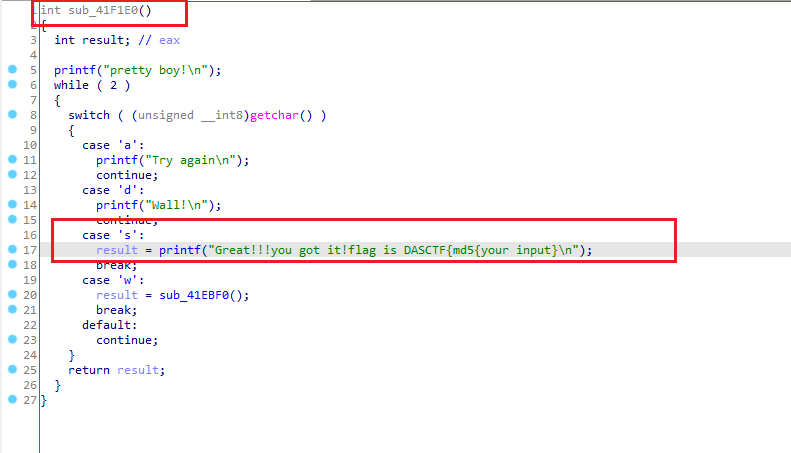 1 int sub_41F1E0()
2 {
3 int result; // eax
4
5 printf("pretty boy!\n");
6 while ( 2 )
7 {
8 switch ( (unsigned __int8)getchar() )
9 {
10 case 'a':
11 printf("Try again\n");
12 continue;
13 case 'd':
14 printf("Wall!\n");
15 continue;
16 case 's':
17 result = printf("Great!!!you got it!flag is DASCTF{md5{your input}\n");
18 break;
19 case 'w':
20 result = sub_41EBF0();
21 break;
22 default:
23 continue;
24 }
25 return result;
26 }
27 }